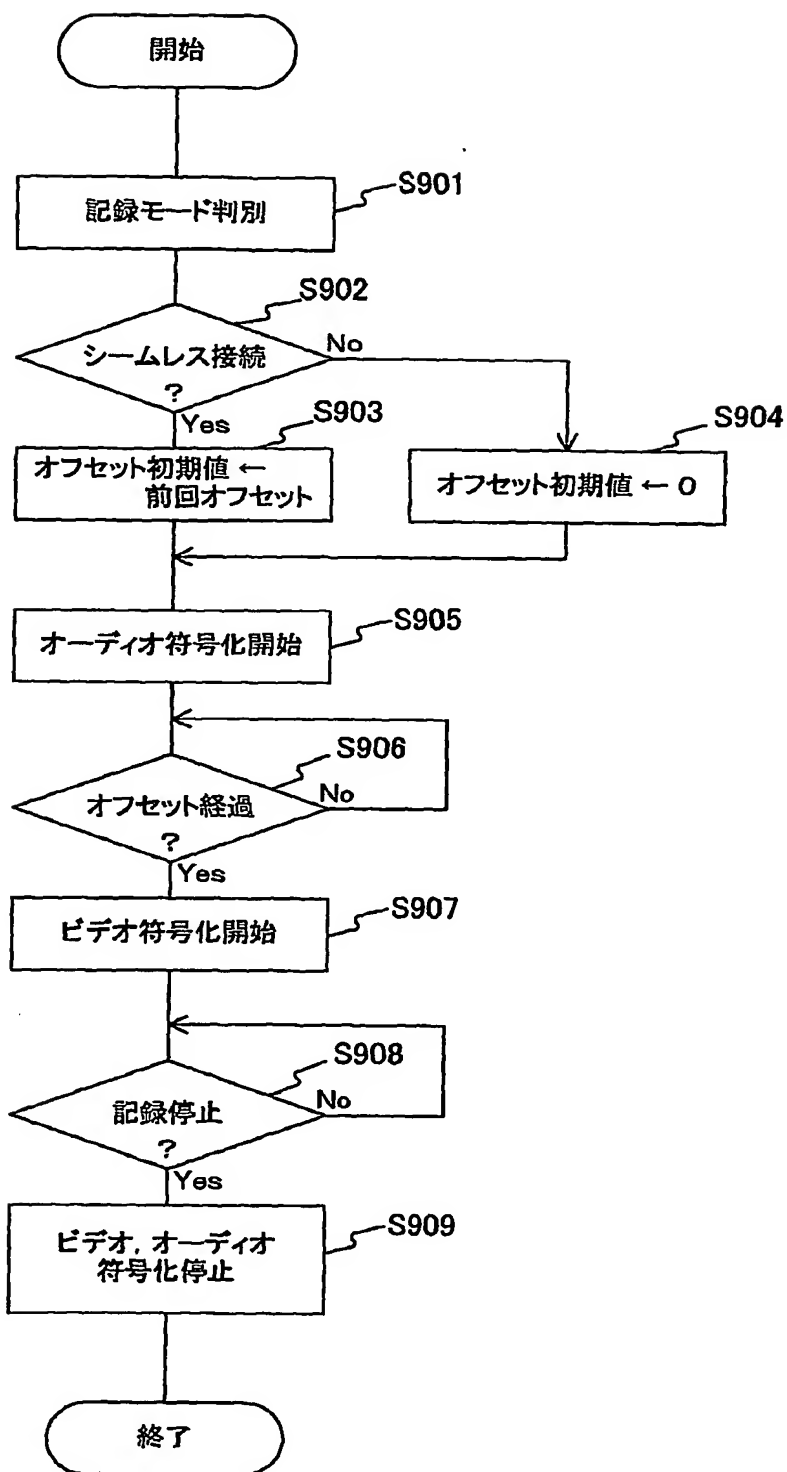 開始
記録モード判別
S901
シームレス接続
?
S902
No
Yes
オフセット初期値 ←
前回オフセット
S903
オフセット初期値 ← 0
S904
オーディオ符号化開始
S905
オフセット経過
?
S906
No
Yes
ビデオ符号化開始
S907
記録停止
?
S908
No
Yes
ビデオ, オーディオ
符号化停止
S909
終了